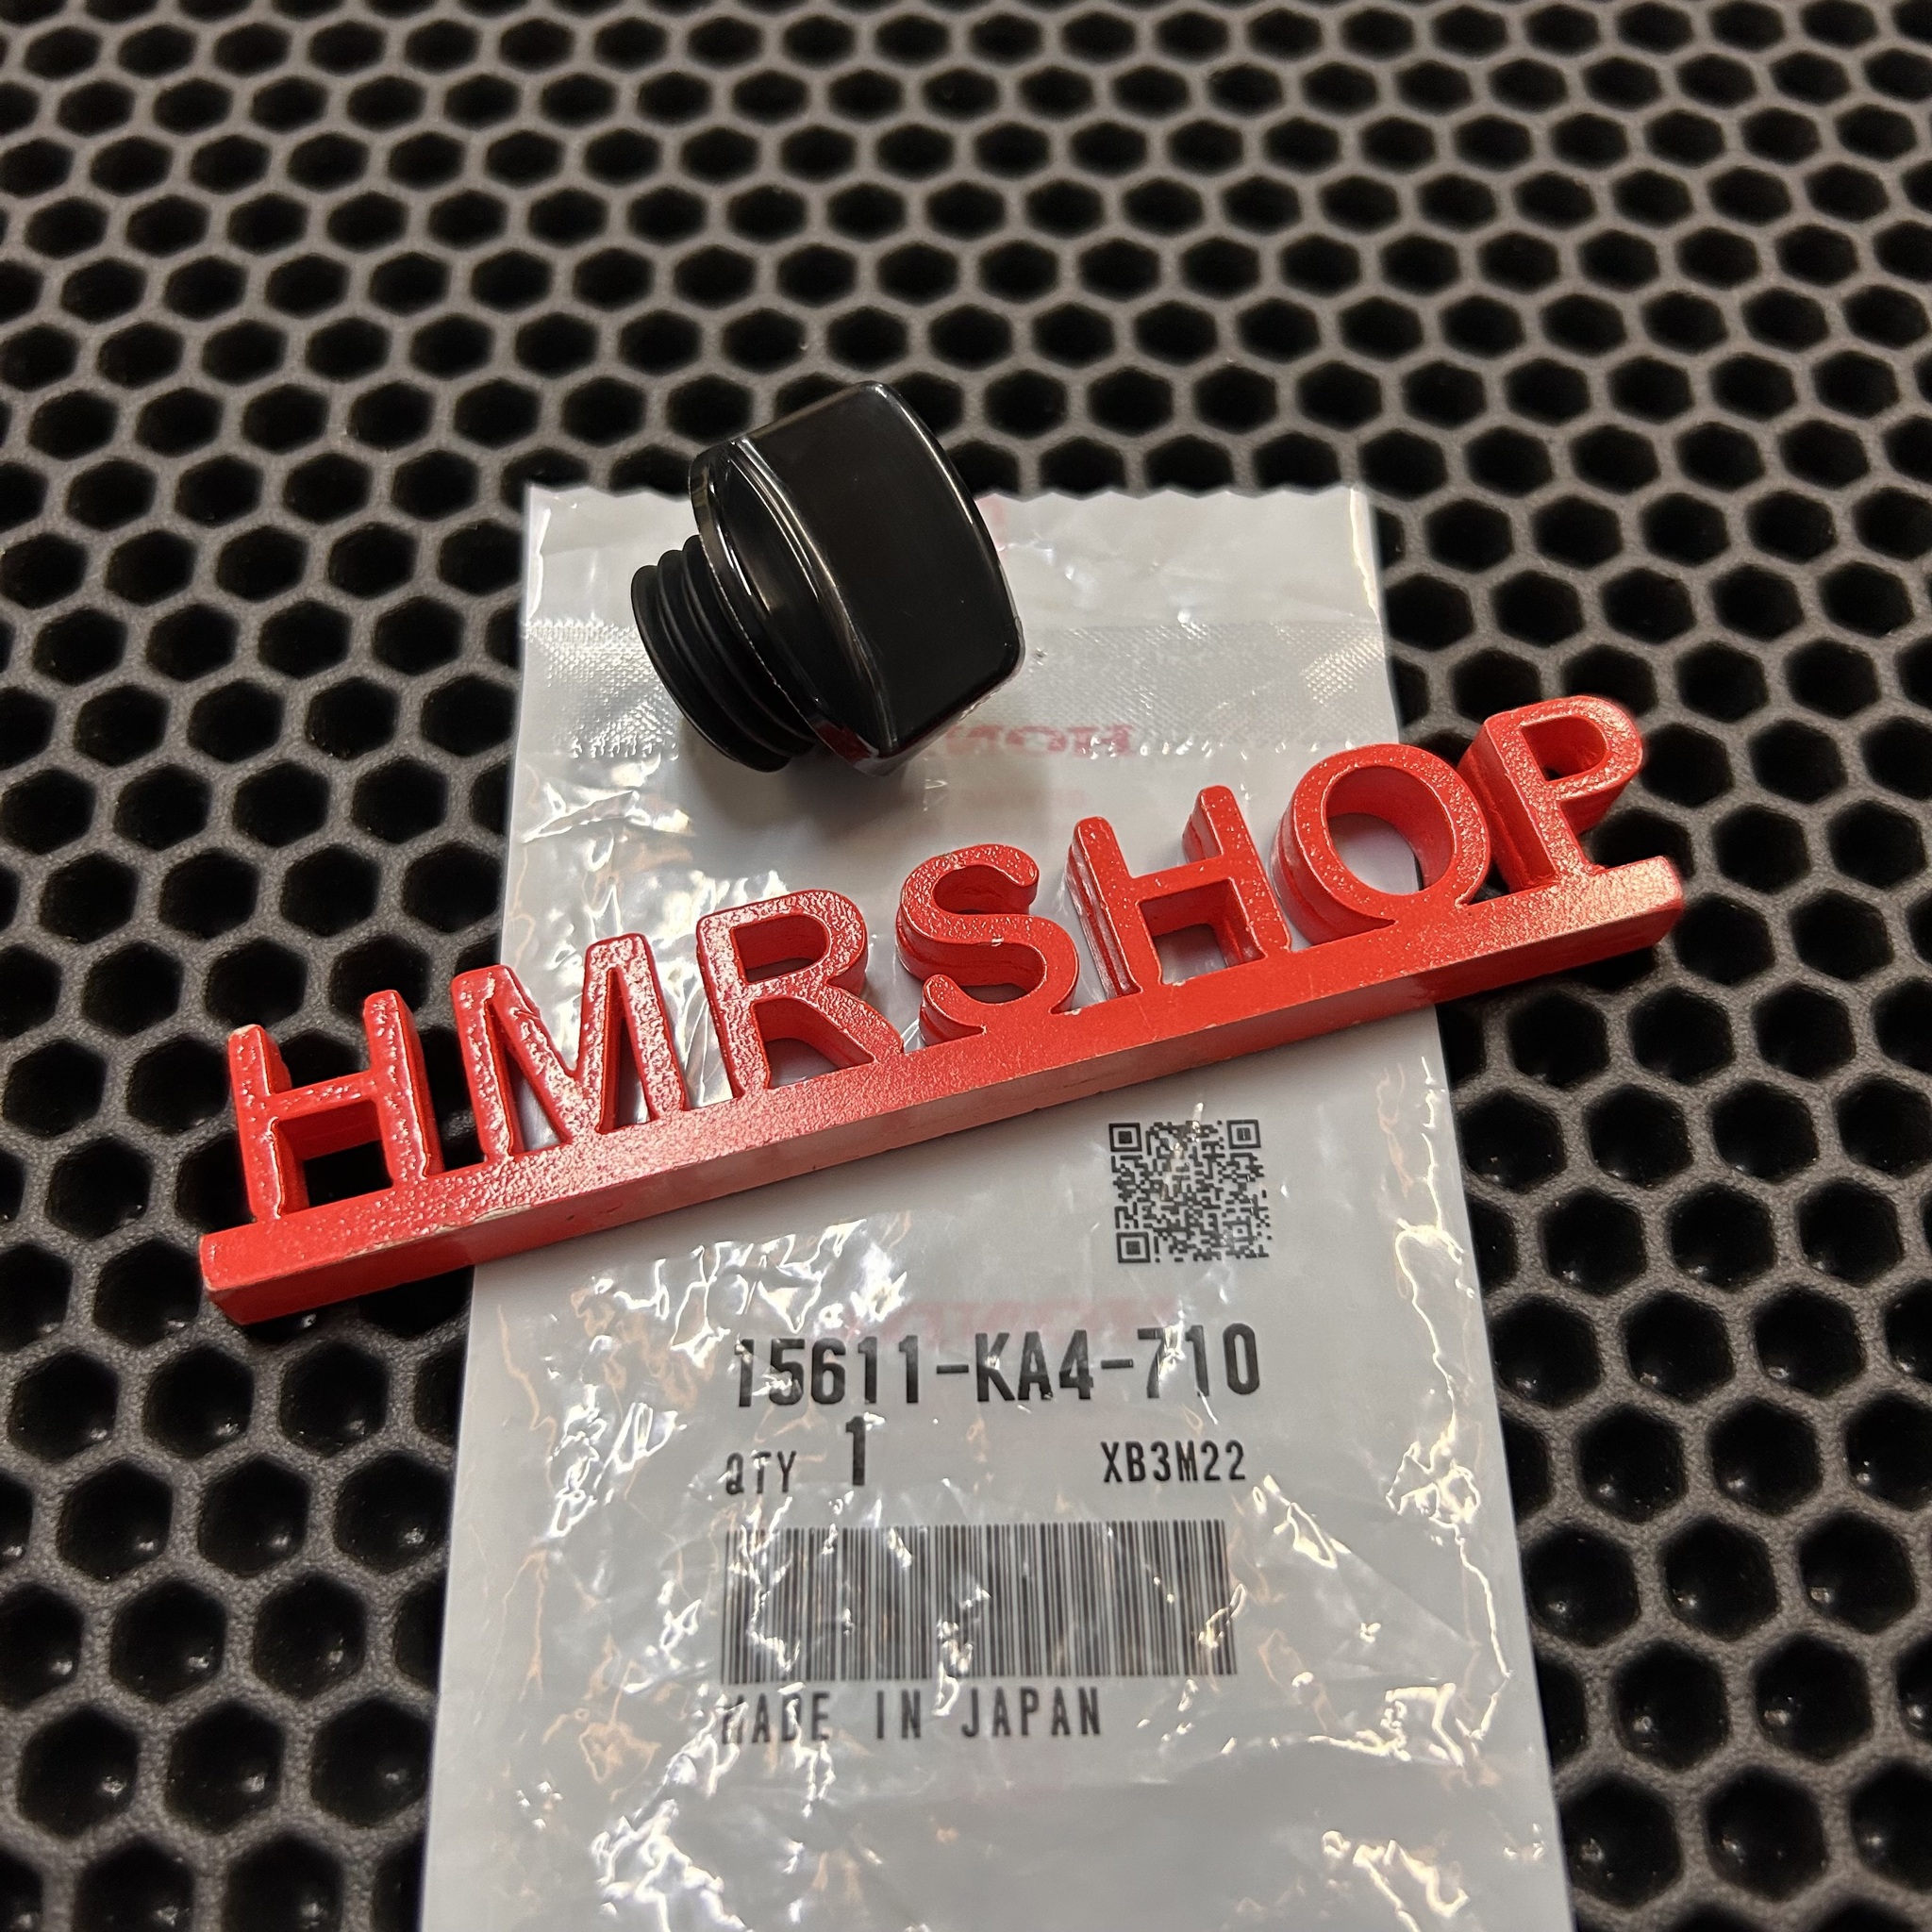 HMRSHOP
15611-KA4-710
QTY 1 XB3M22
MADE IN JAPAN